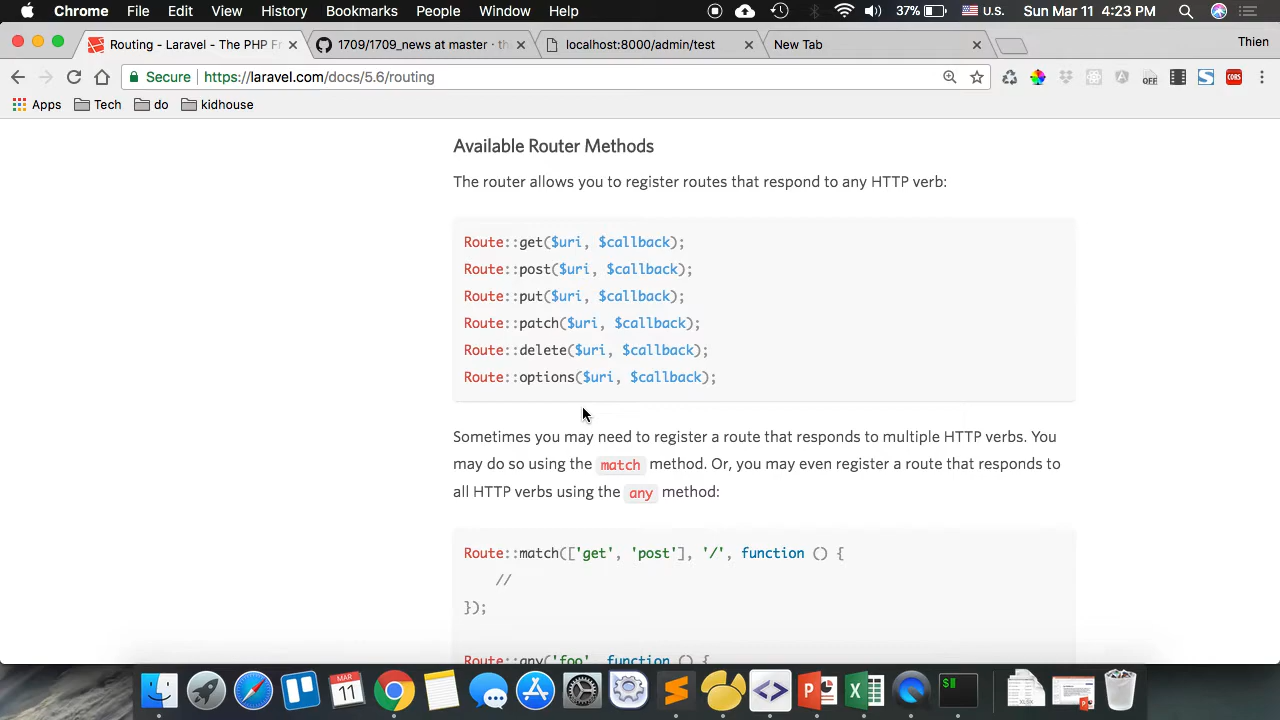 Chrome File Edit View History Bookmarks People Window Help 37% U.S. Sun Mar 11 4:23 PM
Routing - Laravel - The PHP F 1709/1709_news at master · th localhost:8000/admin/test New Tab Thien
Secure https://laravel.com/docs/5.6/routing OFF CORS
Apps Tech do kidhouse
Available Router Methods
The router allows you to register routes that respond to any HTTP verb:
Route::get($uri, $callback);
Route::post($uri, $callback);
Route::put($uri, $callback);
Route::patch($uri, $callback);
Route::delete($uri, $callback);
Route::options($uri, $callback);
Sometimes you may need to register a route that responds to multiple HTTP verbs. You
may do so using the match method. Or, you may even register a route that responds to
all HTTP verbs using the any method:
Route::match(['get', 'post'], '/', function () {
//
});
Route::any('foo', function () {
MAR
11
XLSX